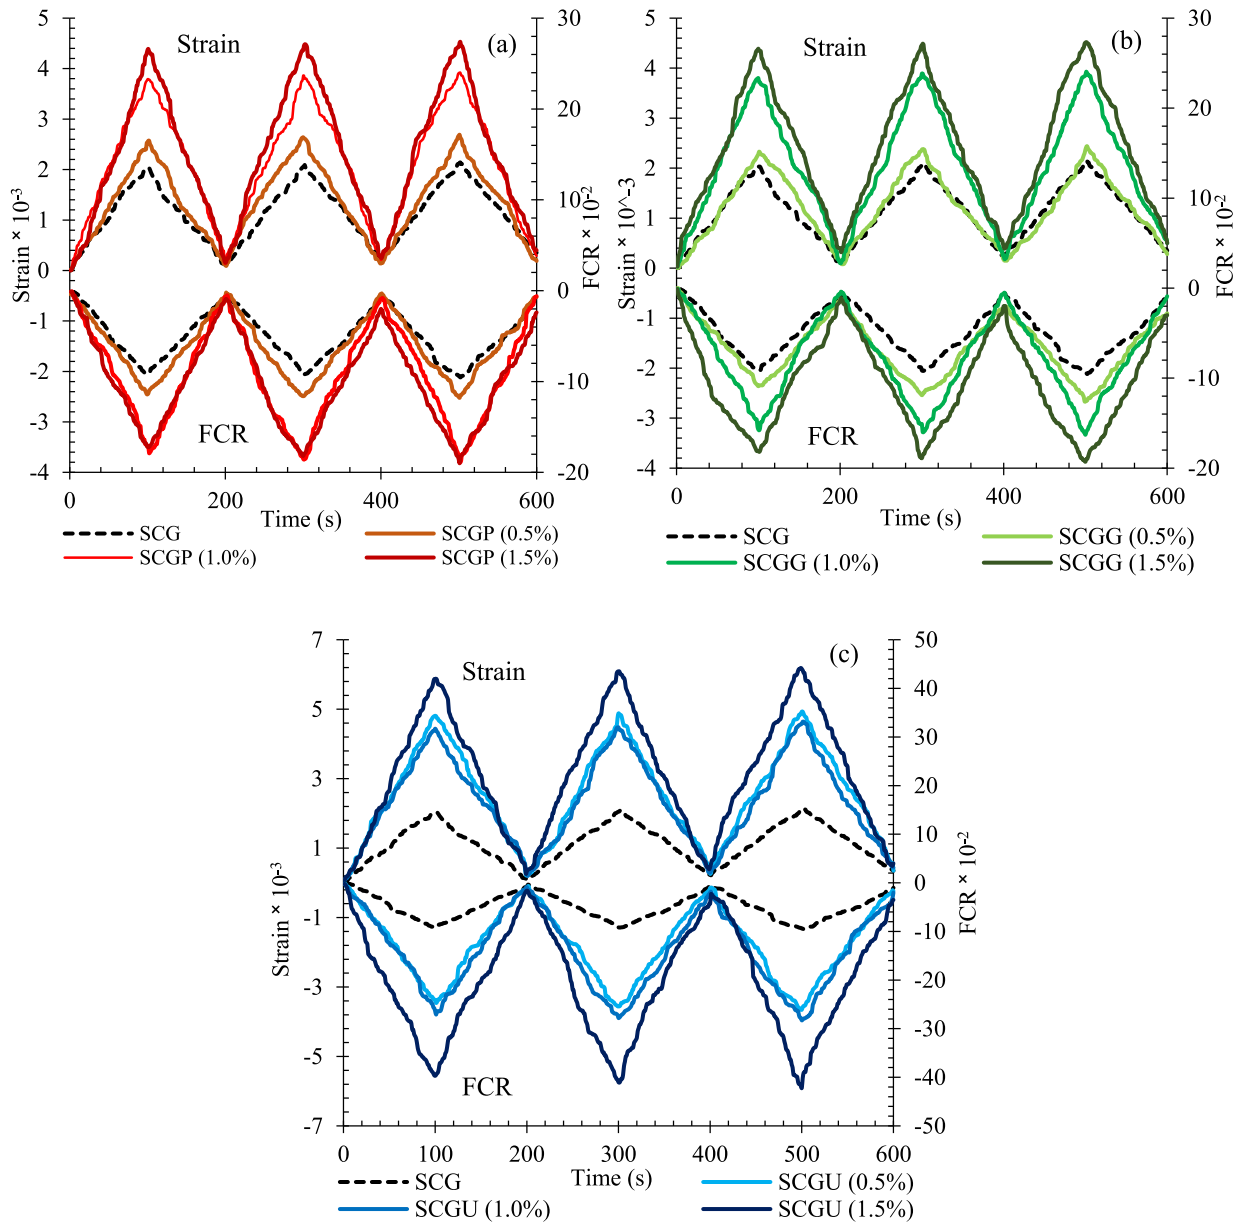 5
4
3
2
1
0
-1
-2
-3
-4
Strain × 10-3
Strain
(a)
FCR
30
20
10
0
-10
-20
FCR × 10-2
0 200 400 600
Time (s)
SCG SCGP (0.5%)
SCGP (1.0%) SCGP (1.5%)
5
4
3
2
1
0
-1
-2
-3
-4
Strain × 10^–3
Strain
(b)
FCR
30
20
10
0
-10
-20
FCR × 10-2
0 200 400 600
Time (s)
SCG SCGG (0.5%)
SCGG (1.0%) SCGG (1.5%)
7
5
3
1
-1
-3
-5
-7
Strain × 10-3
Strain
(c)
FCR
50
40
30
20
10
0
-10
-20
-30
-40
-50
FCR × 10-2
0 100 200 300 400 500 600
Time (s)
SCG SCGU (0.5%)
SCGU (1.0%) SCGU (1.5%)